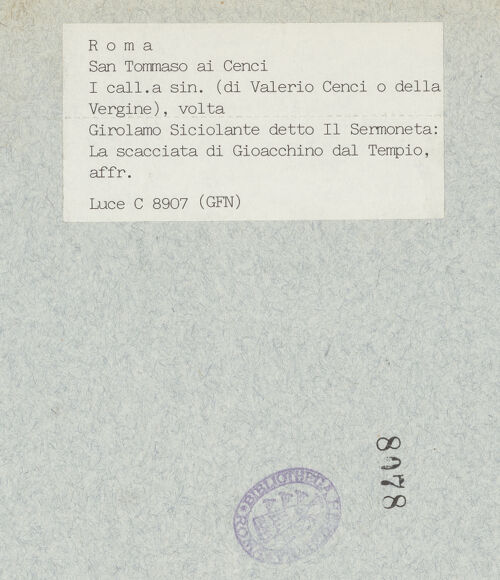 R o m a
San Tommaso ai Cenci
I call.a sin. (di Valerio Cenci o della
Vergine), volta
Girolamo Siciolante detto Il Sermoneta:
La scacciata di Gioacchino dal Tempio,
affr.
Luce C 8907 (GFN)
8078